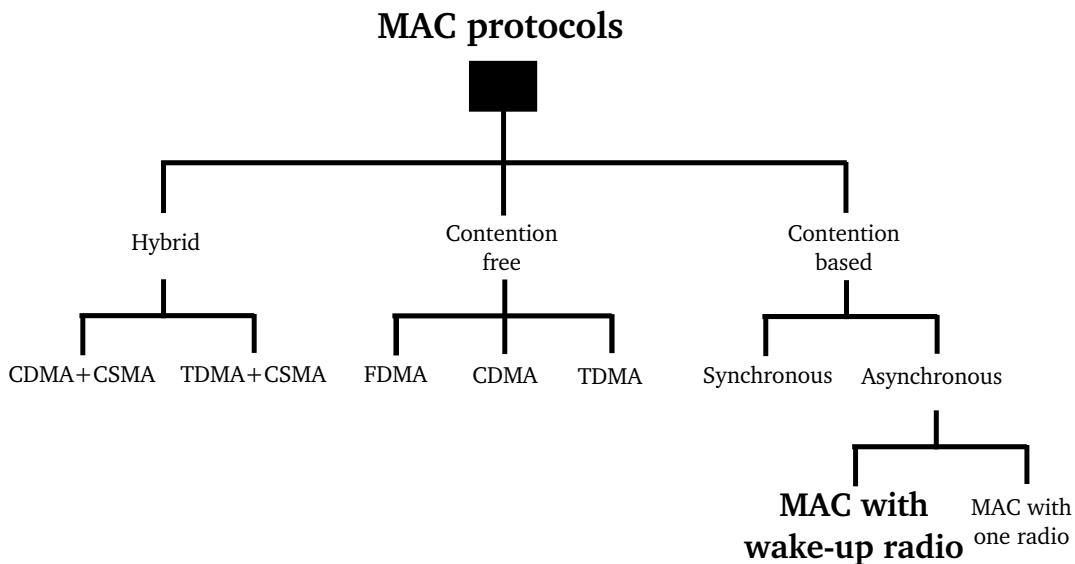 MAC protocols
Hybrid
Contention
free
Contention
based
CDMA+CSMA
TDMA+CSMA
FDMA
CDMA
TDMA
Synchronous
Asynchronous
MAC with
wake-up radio
MAC with
one radio